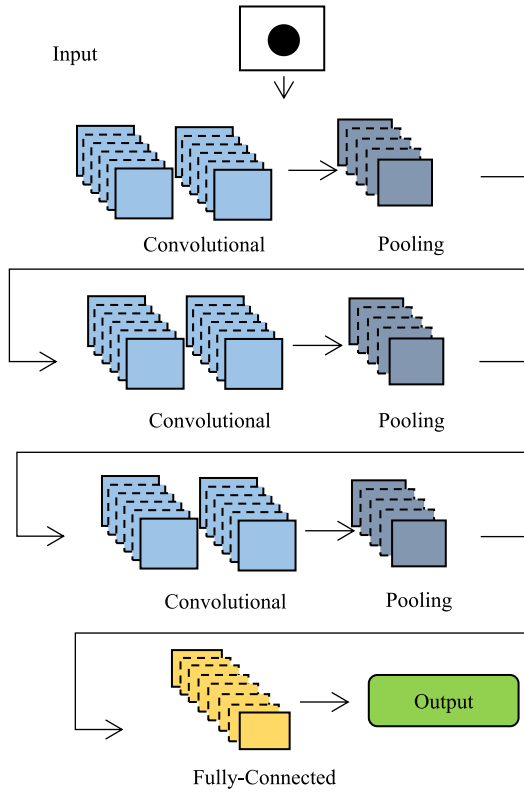 Input
Convolutional
Pooling
Convolutional
Pooling
Convolutional
Pooling
Output
Fully-Connected